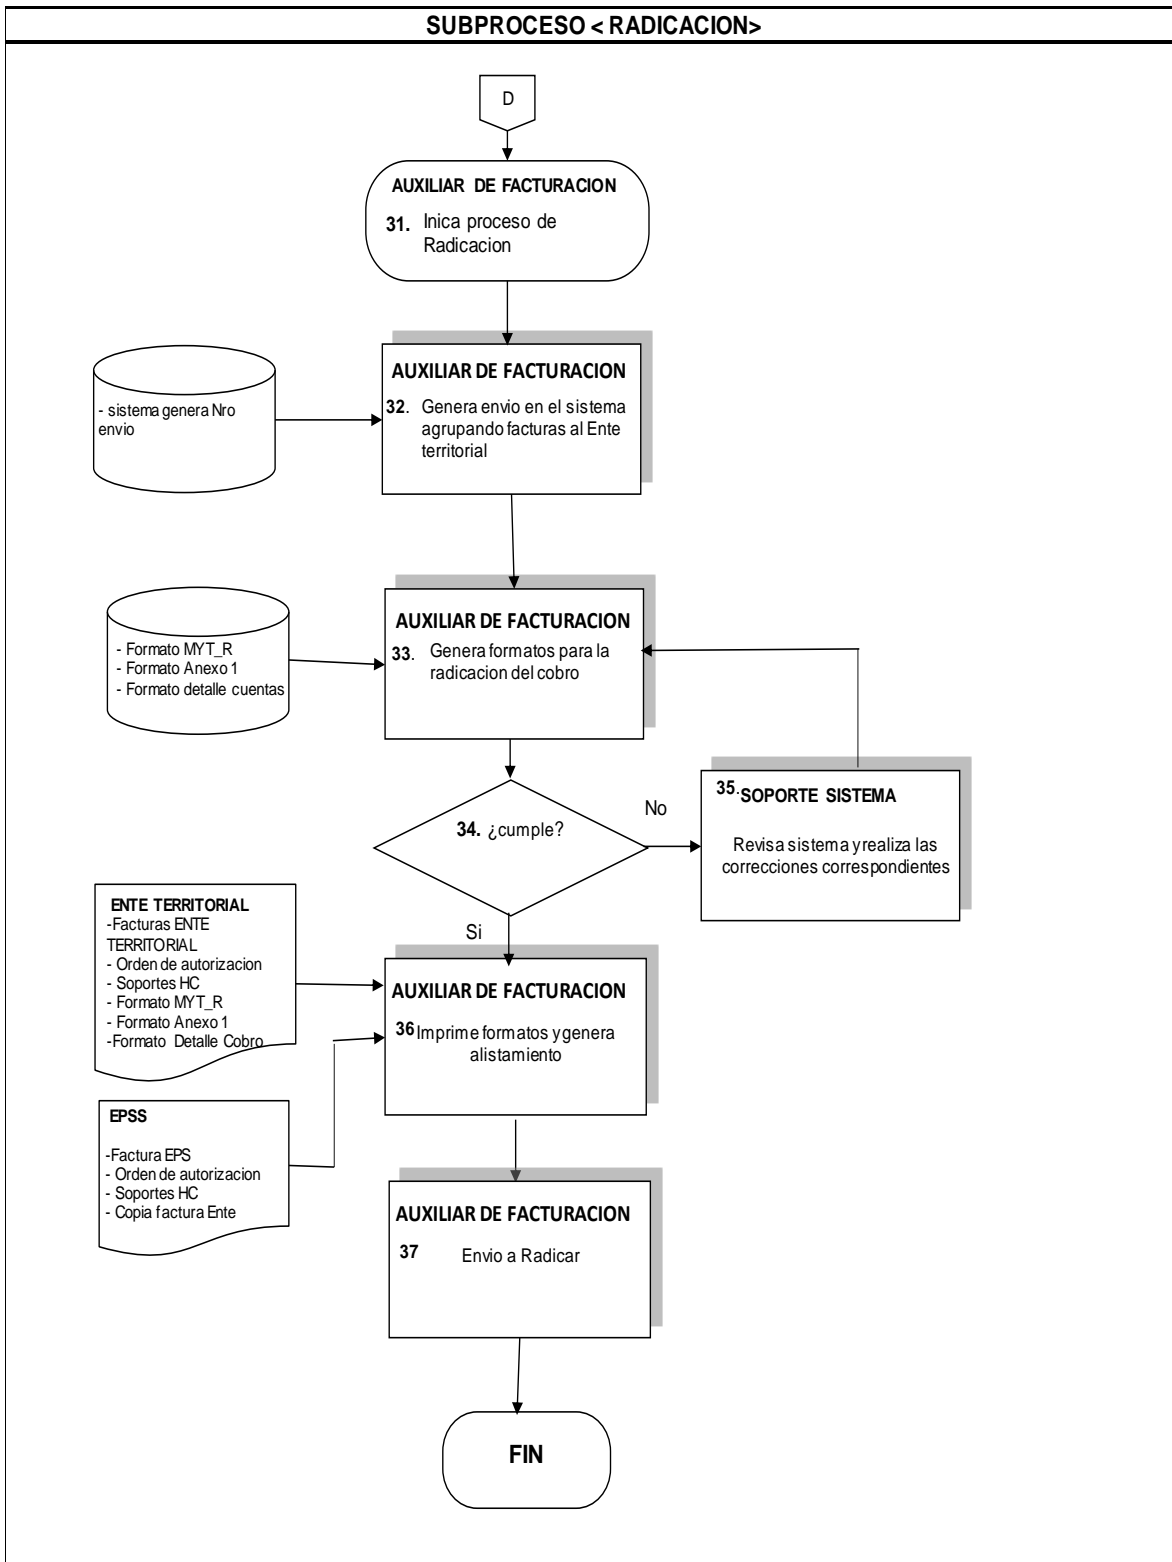 SUBPROCESO < RADICACION>
D
AUXILIAR DE FACTURACION
31. Inica proceso de
Radicacion
AUXILIAR DE FACTURACION
32. Genera envio en el sistema
agrupando facturas al Ente
territorial
- sistema genera Nro
envio
AUXILIAR DE FACTURACION
33. Genera formatos para la
radicacion del cobro
- Formato MYT_R
- Formato Anexo 1
- Formato detalle cuentas
34. ¿cumple?
No
35. SOPORTE SISTEMA
Revisa sistema y realiza las
correcciones correspondientes
Si
ENTE TERRITORIAL
-Facturas ENTE
TERRITORIAL
- Orden de autorizacion
- Soportes HC
- Formato MYT_R
- Formato Anexo 1
-Formato Detalle Cobro
AUXILIAR DE FACTURACION
36 Imprime formatos y genera
alistamiento
EPSS
-Factura EPS
- Orden de autorizacion
- Soportes HC
- Copia factura Ente
AUXILIAR DE FACTURACION
37 Envio a Radicar
FIN